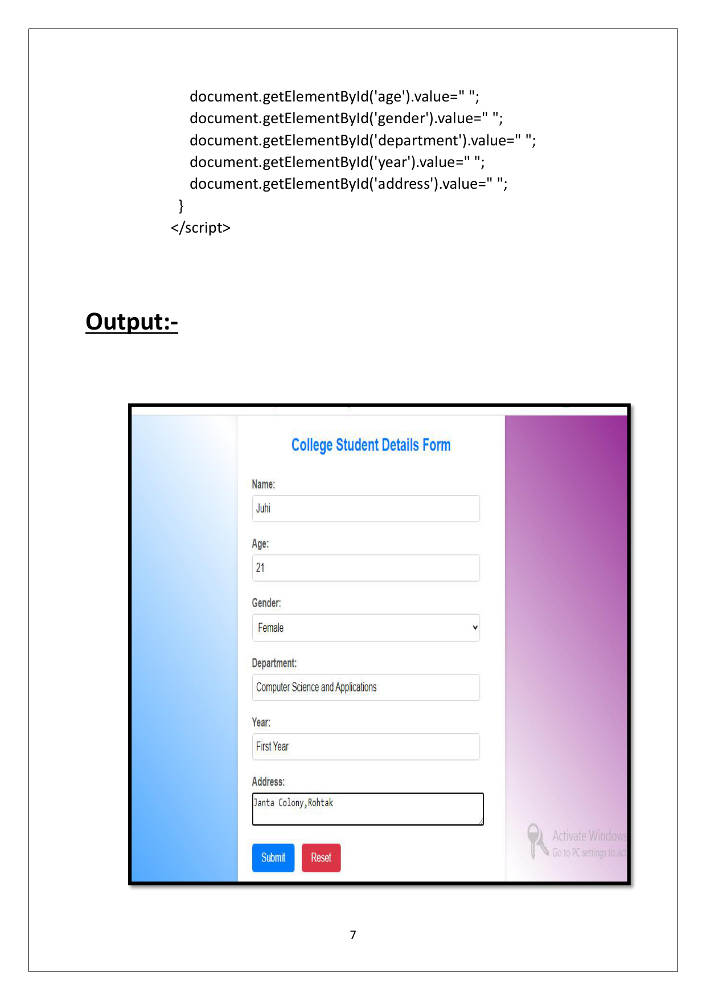 document.getElementById('age').value=" ";
document.getElementById('gender').value=" ";
document.getElementById('department').value=" ";
document.getElementById('year').value=" ";
document.getElementById('address').value=" ";
}
</script>
Output:-
College Student Details Form
Name:
Juhi
Age:
21
Gender:
Female
Department:
Computer Science and Applications
Year:
First Year
Address:
Janta Colony,Rohtak
Activate Windows
Go to PC settings to act
Submit Reset
7